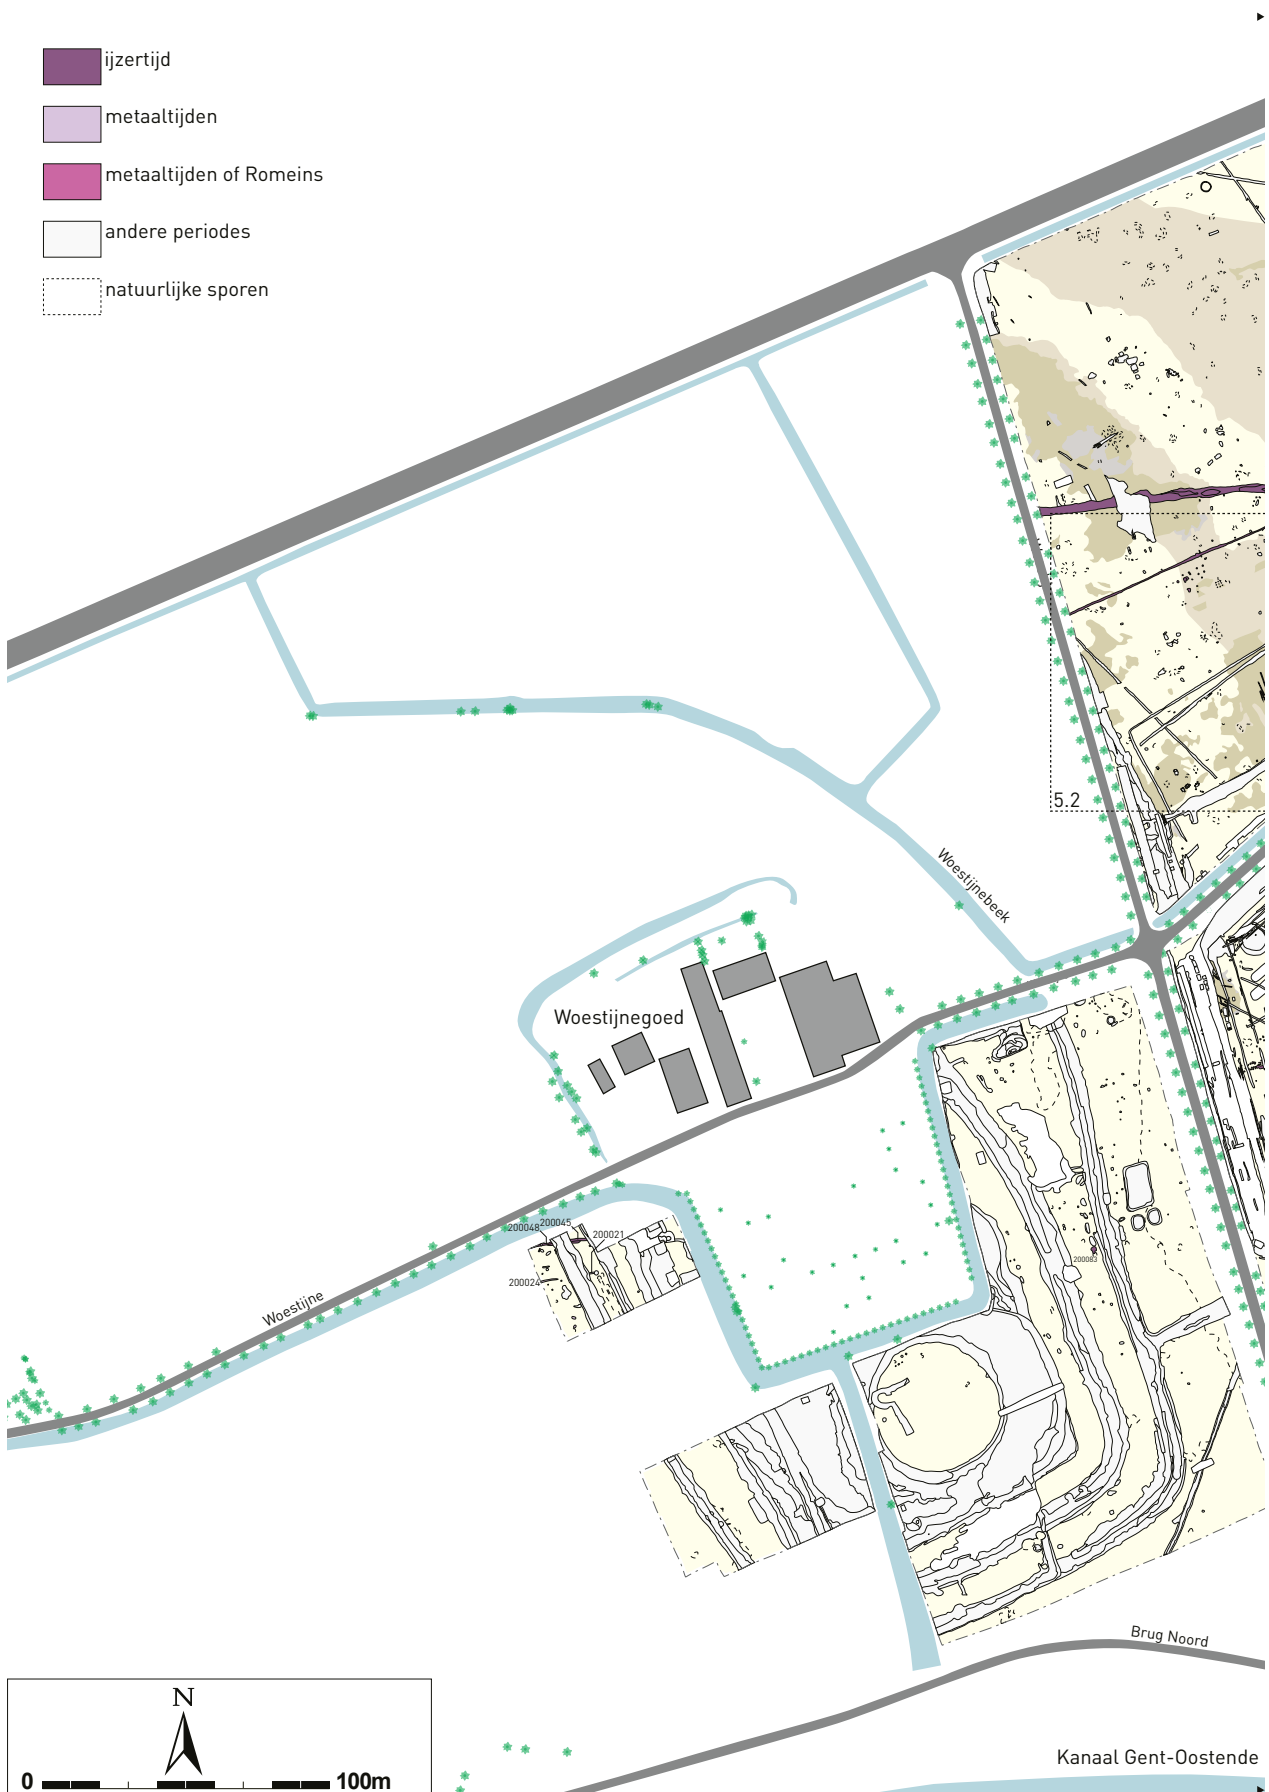 ijzertijd
metaaltijden
metaaltijden of Romeins
andere periodes
natuurlijke sporen
5.2
Woestijnebeek
Woestijnegoed
200048
200045
200021
200024
200083
Woestijne
Brug Noord
N
0 100m
Kanaal Gent-Oostende